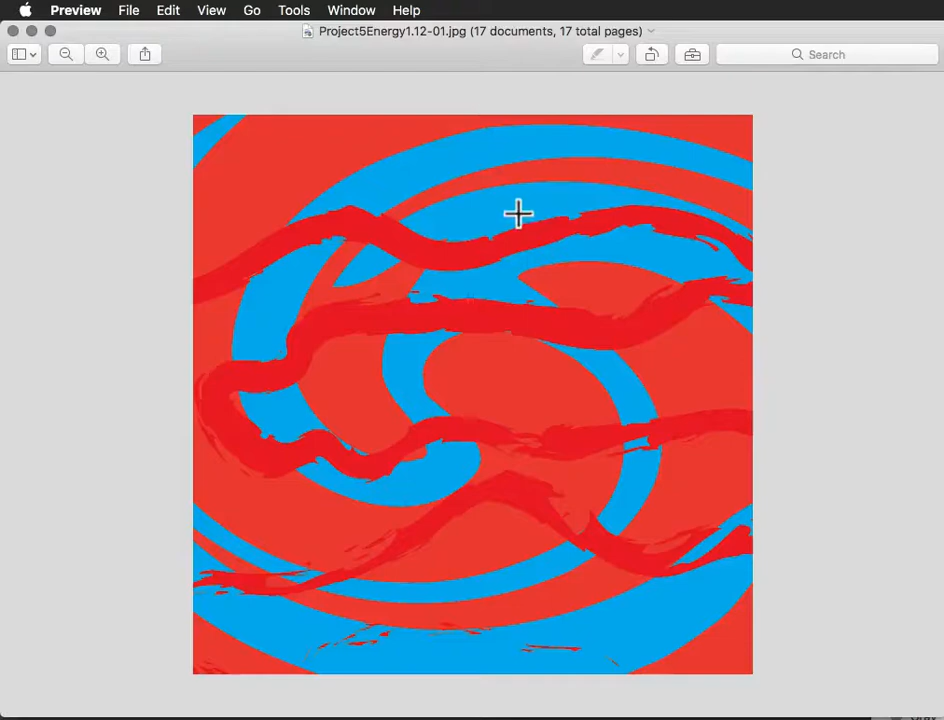 Preview File Edit View Go Tools Window Help
Project5Energy1.12-01.jpg (17 documents, 17 total pages)
Search